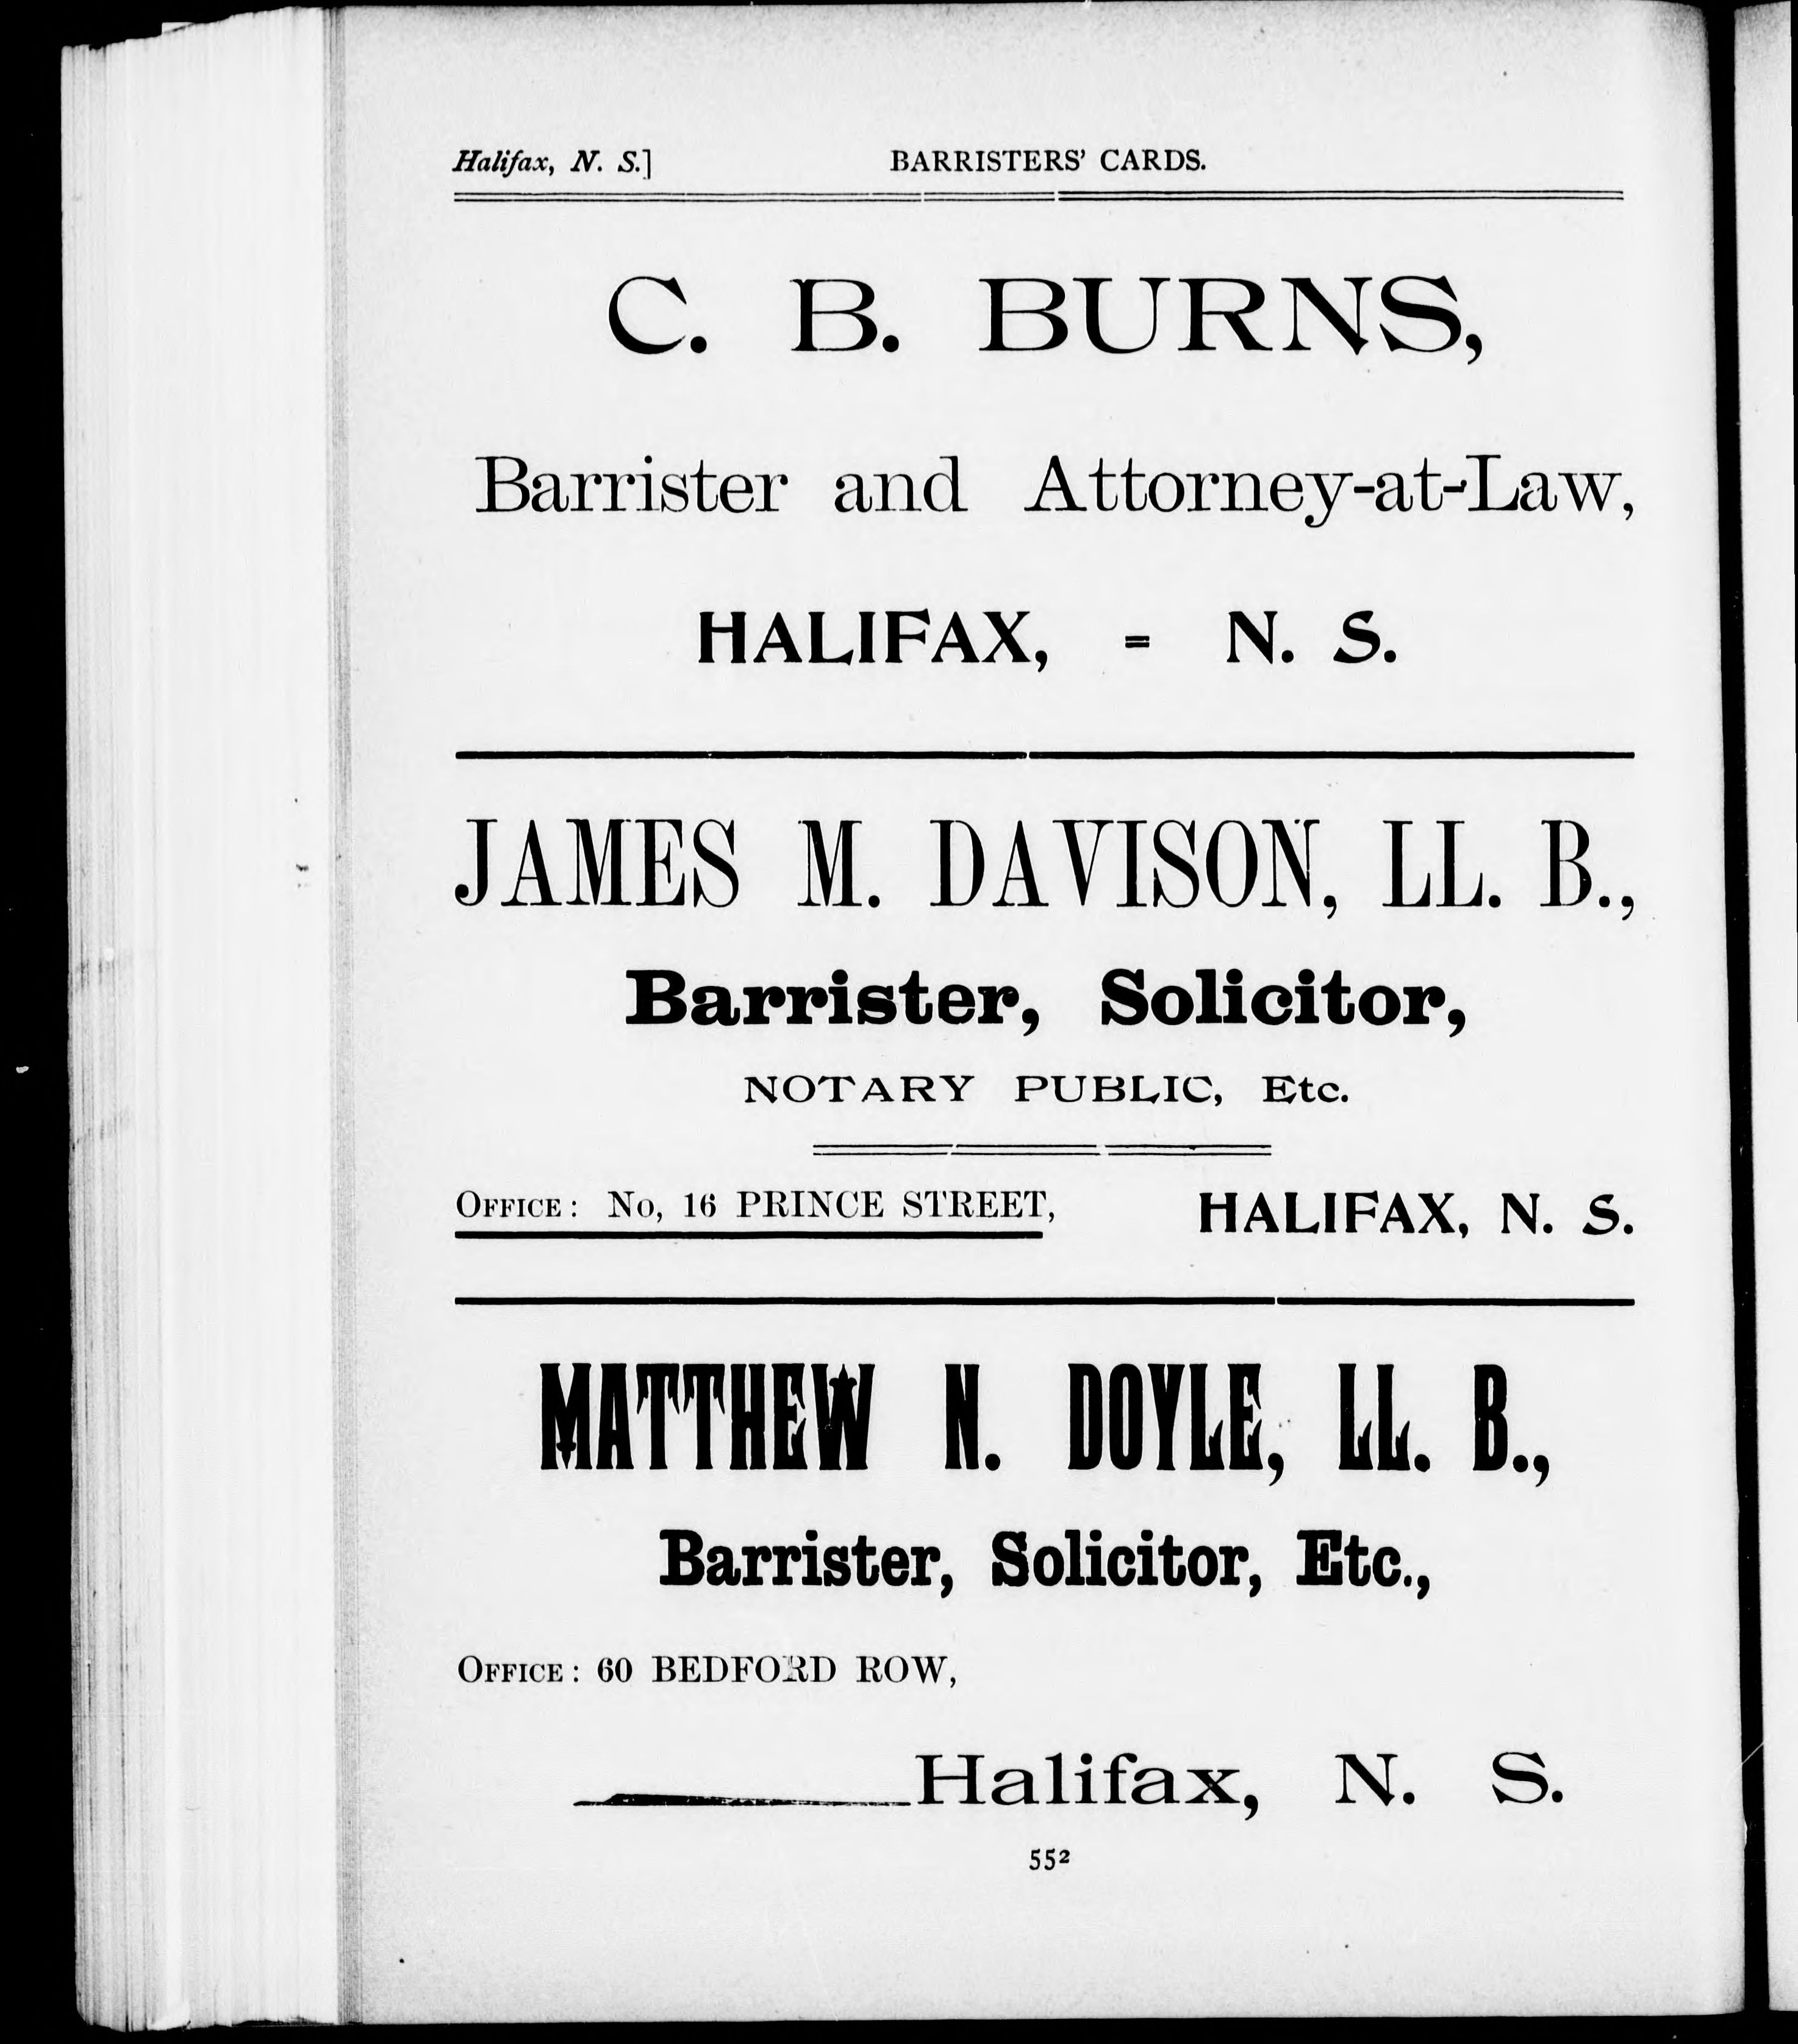 Halifax, N. S.] BARRISTERS' CARDS.
C. B. BURNS,
Barrister and Attorney-at-Law,
HALIFAX, = N. S.
JAMES M. DAVISON, LL. B.,
Barrister, Solicitor,
NOTARY PUBLIC, Etc.
OFFICE: No, 16 PRINCE STREET, HALIFAX, N. S.
MATTHEW N. DOYLE, LL. B.,
Barrister, Solicitor, Etc.,
OFFICE: 60 BEDFORD ROW,
Halifax, N. S.
552